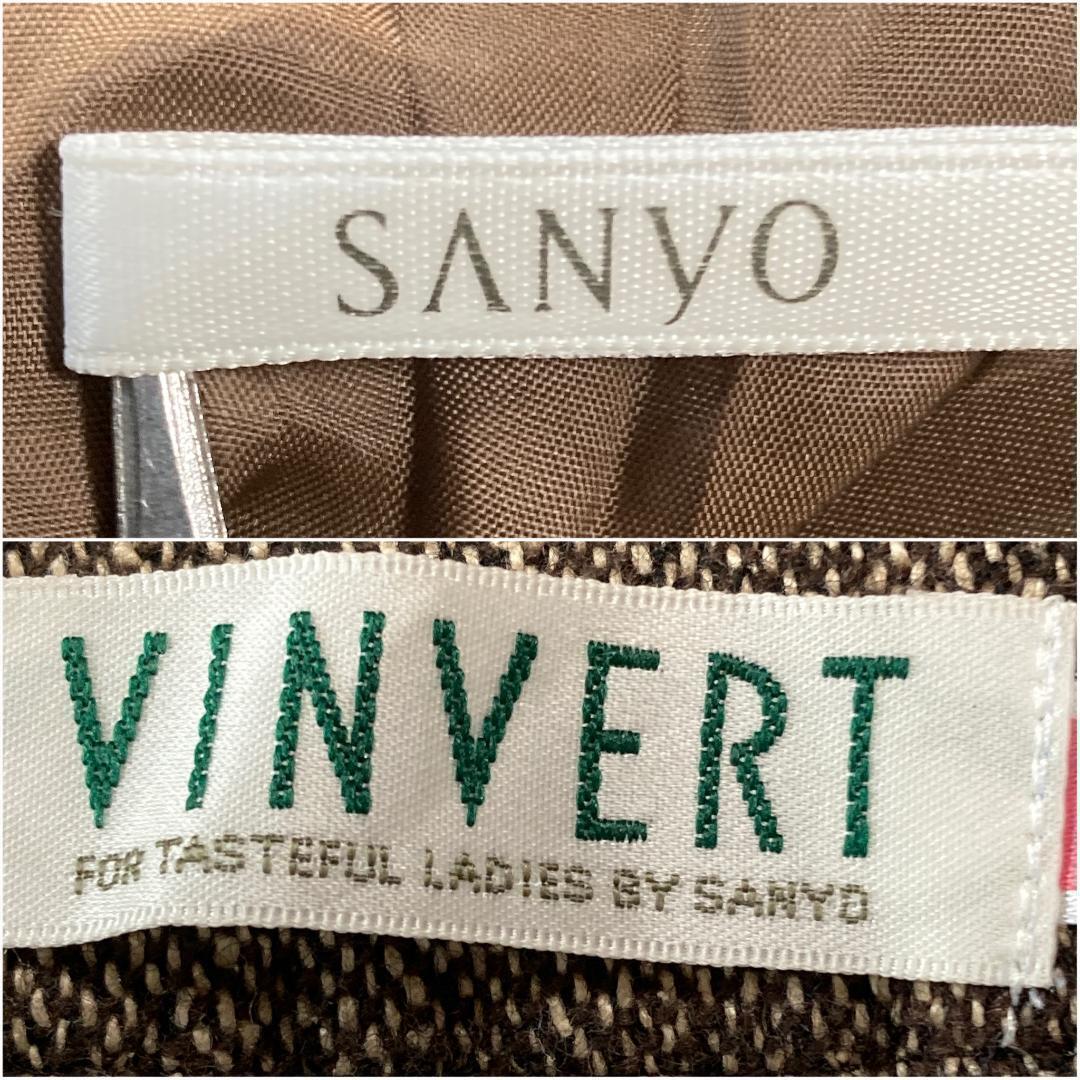 SANYO
VINVERT
FOR TASTEFUL LADIES BY SANYO